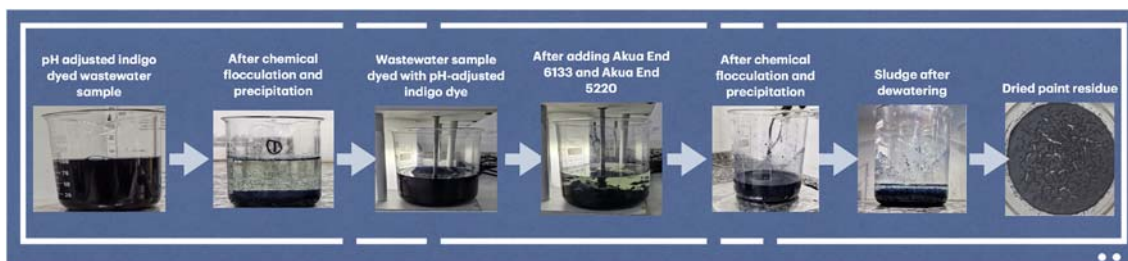 pH adjusted indigo
dyed wastewater
sample
After chemical
flocculation and
precipitation
Wastewater sample
dyed with pH-adjusted
indigo dye
After adding Akua End
6133 and Akua End
5220
After chemical
flocculation and
precipitation
Sludge after
dewatering
Dried paint residue